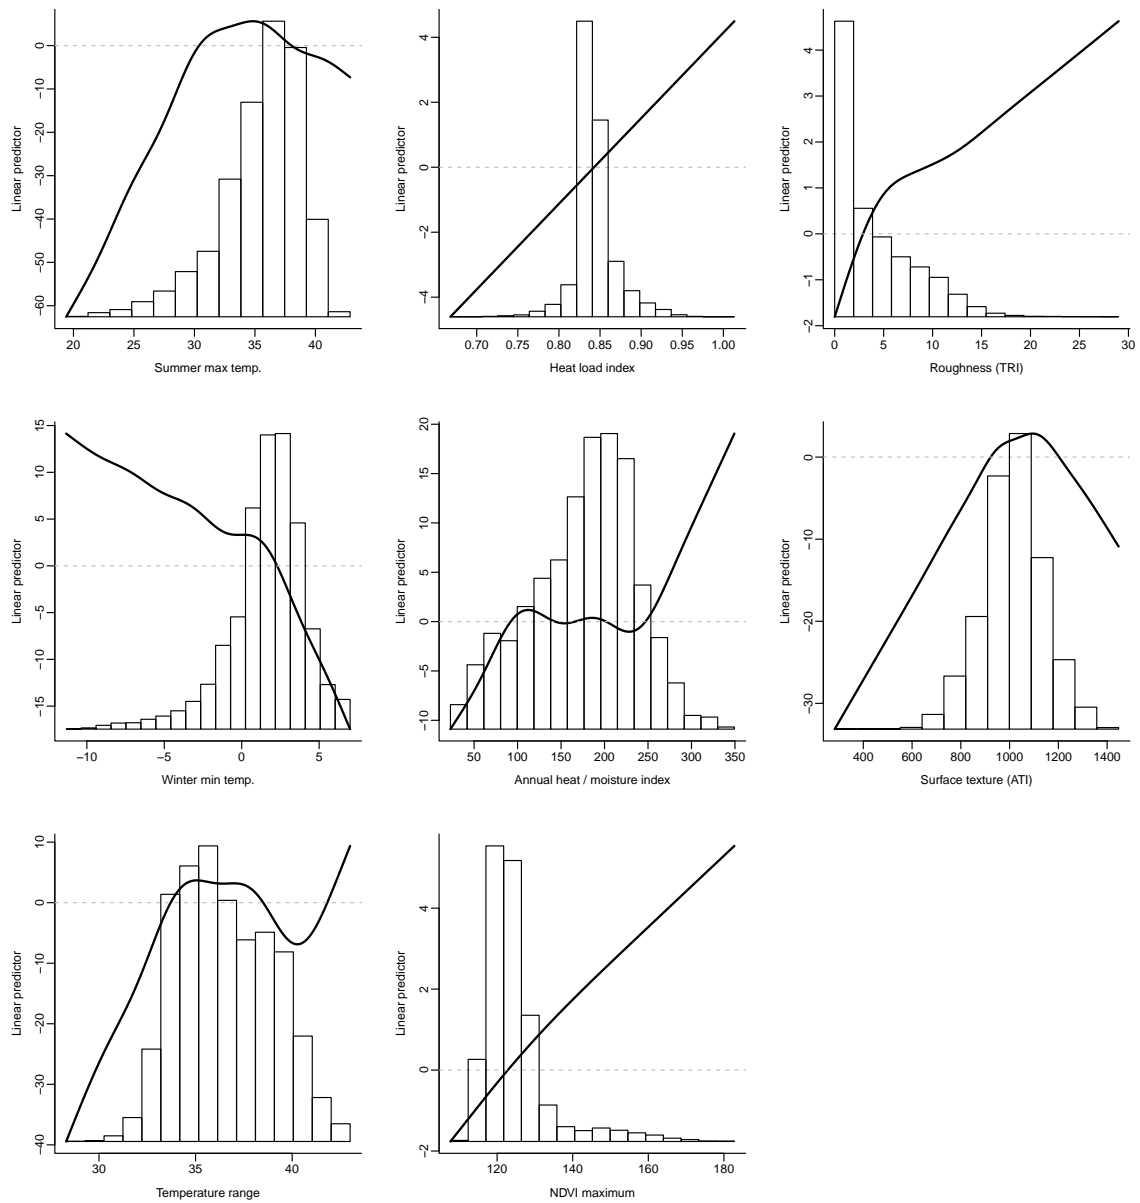 0
−10
−20
−30
−40
−50
−60
Linear predictor
20 25 30 35 40
Summer max temp.
4
2
0
−2
−4
Linear predictor
0.70 0.75 0.80 0.85 0.90 0.95 1.00
Heat load index
4
3
2
1
0
−1
−2
Linear predictor
0 5 10 15 20 25 30
Roughness (TRI)
15
10
5
0
−5
−10
−15
Linear predictor
−10 −5 0 5
Winter min temp.
20
15
10
5
0
−5
−10
Linear predictor
50 100 150 200 250 300 350
Annual heat / moisture index
0
−10
−20
−30
Linear predictor
400 600 800 1000 1200 1400
Surface texture (ATI)
10
0
−10
−20
−30
−40
Linear predictor
30 35 40
Temperature range
4
2
0
−2
Linear predictor
120 140 160 180
NDVI maximum